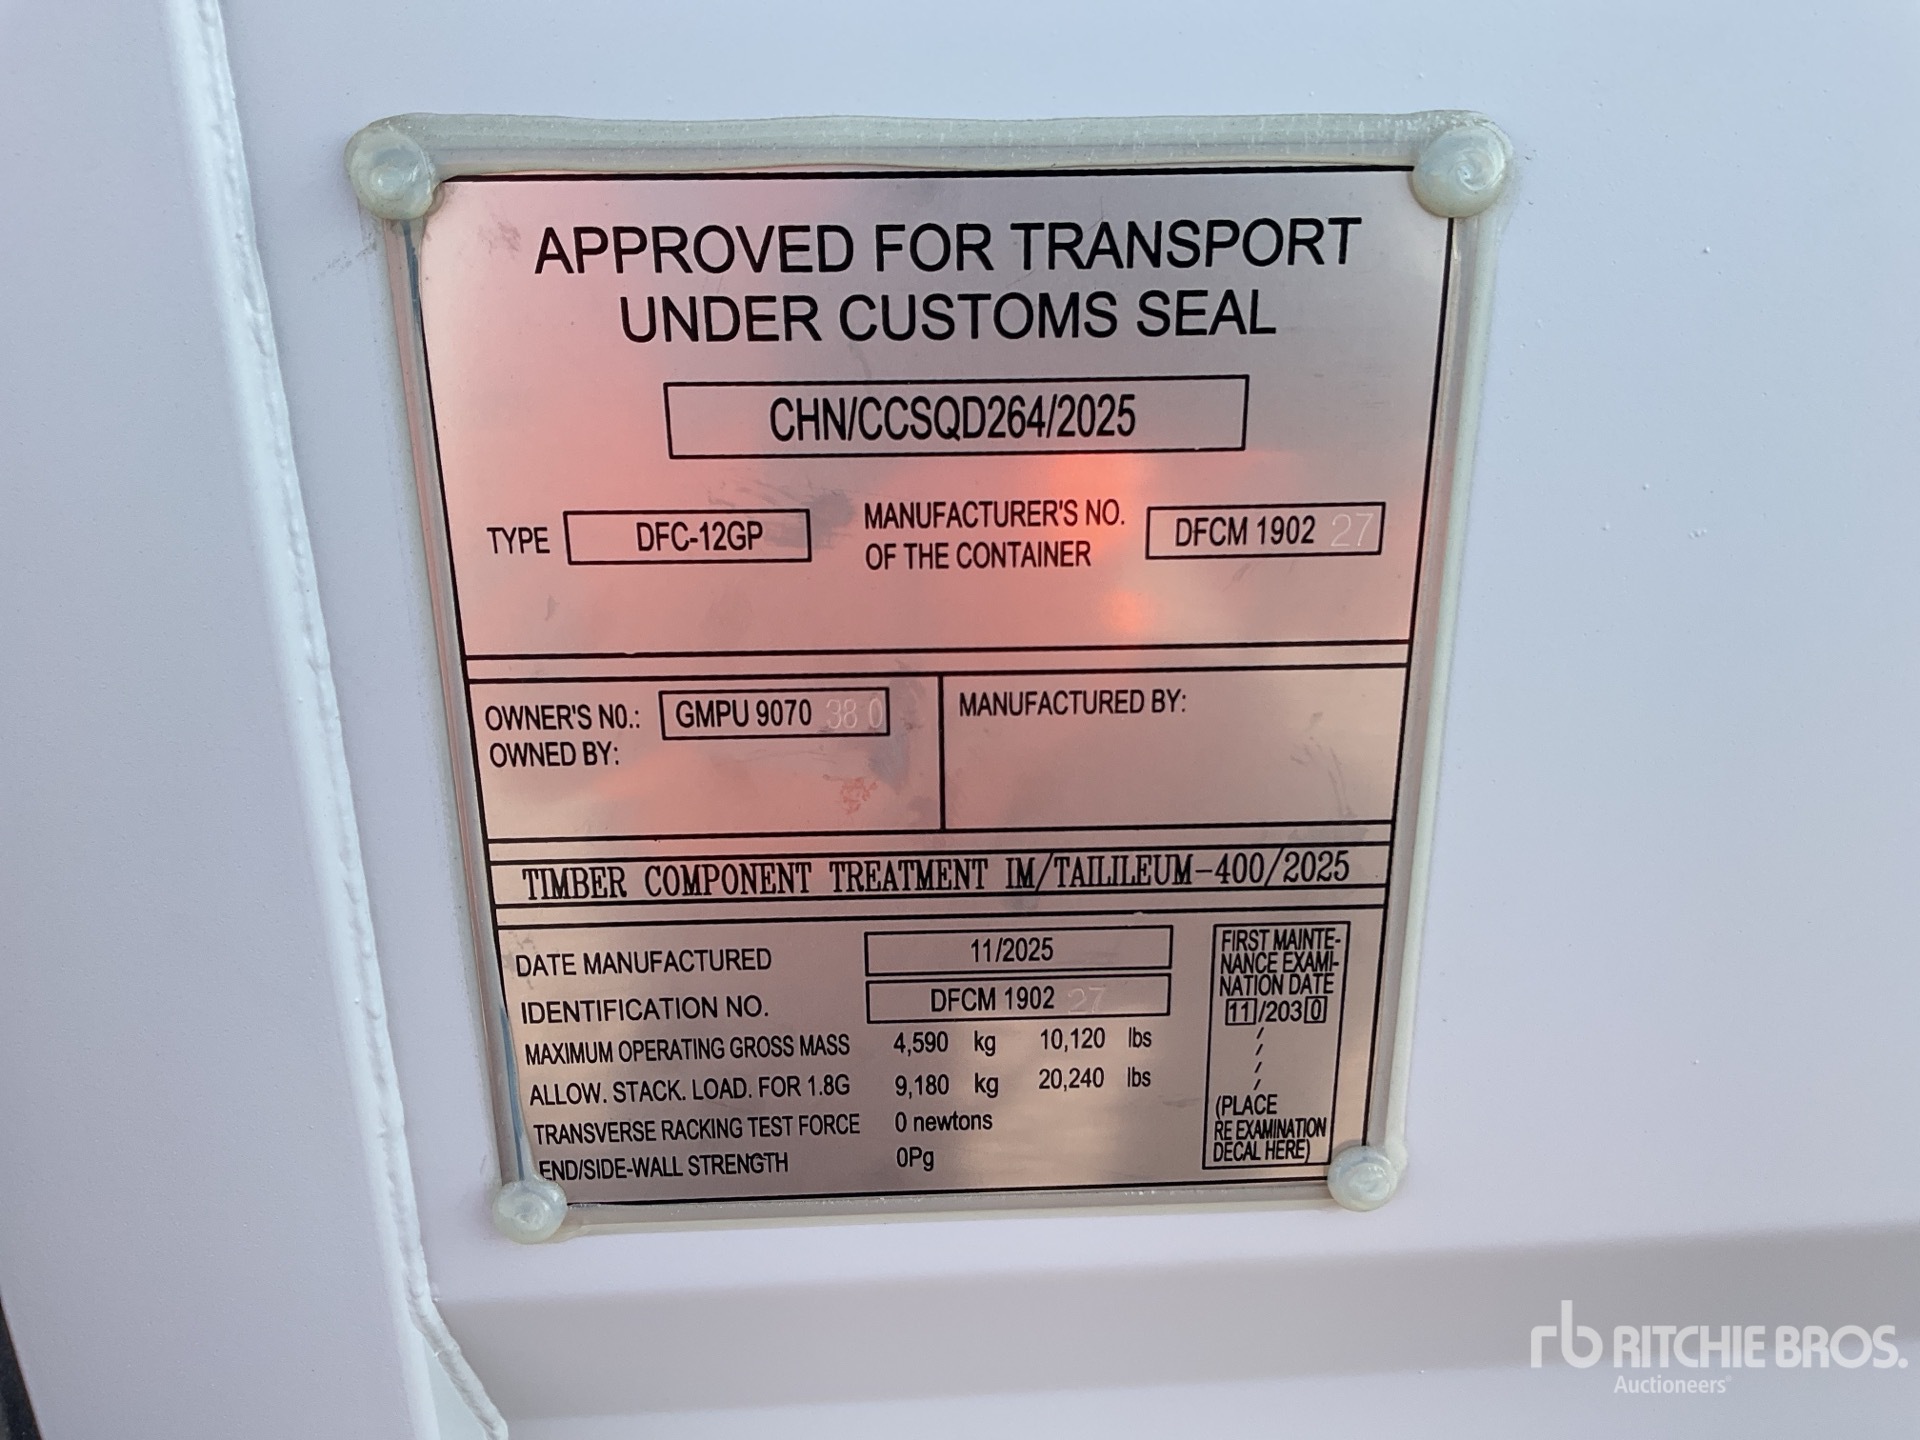 APPROVED FOR TRANSPORT
UNDER CUSTOMS SEAL
CHN/CCSQD264/2025
TYPE DFC-12GP
MANUFACTURER'S NO.
OF THE CONTAINER
DFCM 1902 27
OWNER'S NO.: GMPU 9070 38 0
OWNED BY:
MANUFACTURED BY:
TIMBER COMPONENT TREATMENT IM/TAILILEUM-400/2025
DATE MANUFACTURED 11/2025
IDENTIFICATION NO. DFCM 1902 27
MAXIMUM OPERATING GROSS MASS 4,590 kg 10,120 lbs
ALLOW. STACK. LOAD. FOR 1.8G 9,180 kg 20,240 lbs
TRANSVERSE RACKING TEST FORCE 0 newtons
END/SIDE-WALL STRENGTH 0Pg
FIRST MAINTE-
NANCE EXAMI-
NATION DATE
11/2030
/
/
/
/
(PLACE
RE EXAMINATION
DECAL HERE)
rb RITCHIE BROS.
Auctioneers